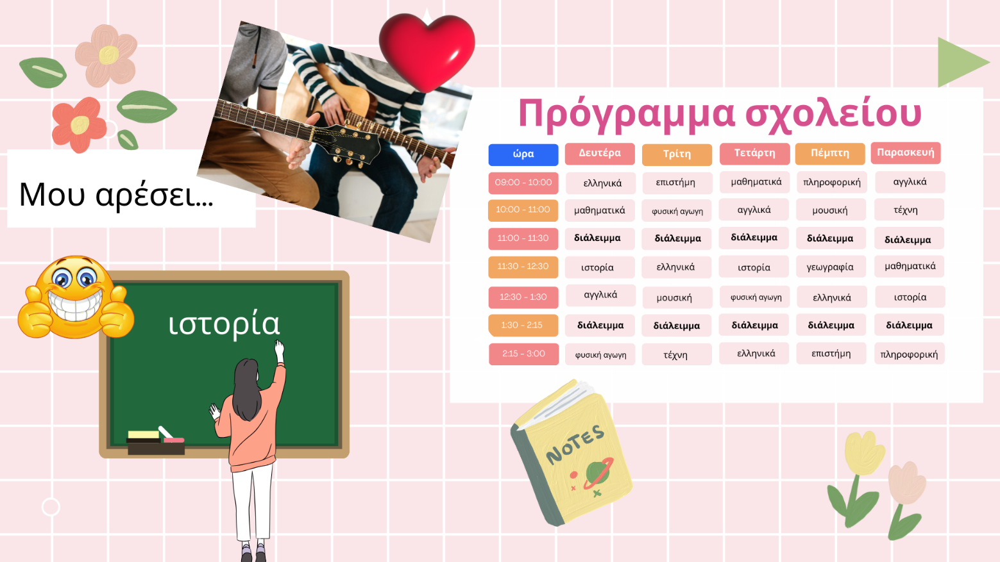 Μου αρέσει...
ιστορία
Πρόγραμμα σχολείου
ώρα Δευτέρα Τρίτη Τετάρτη Πέμπτη Παρασκευή
09:00 - 10:00 ελληνικά επιστήμη μαθηματικά πληροφορική αγγλικά
10:00 - 11:00 μαθηματικά φυσική αγωγη αγγλικά μουσική τέχνη
11:00 - 11:30 διάλειμμα διάλειμμα διάλειμμα διάλειμμα διάλειμμα
11:30 - 12:30 ιστορία ελληνικά ιστορία γεωγραφία μαθηματικά
12:30 - 1:30 αγγλικά μουσική φυσική αγωγη ελληνικά ιστορία
1:30 - 2:15 διάλειμμα διάλειμμα διάλειμμα διάλειμμα διάλειμμα
2:15 - 3:00 φυσική αγωγη τέχνη ελληνικά επιστήμη πληροφορική
NOTES